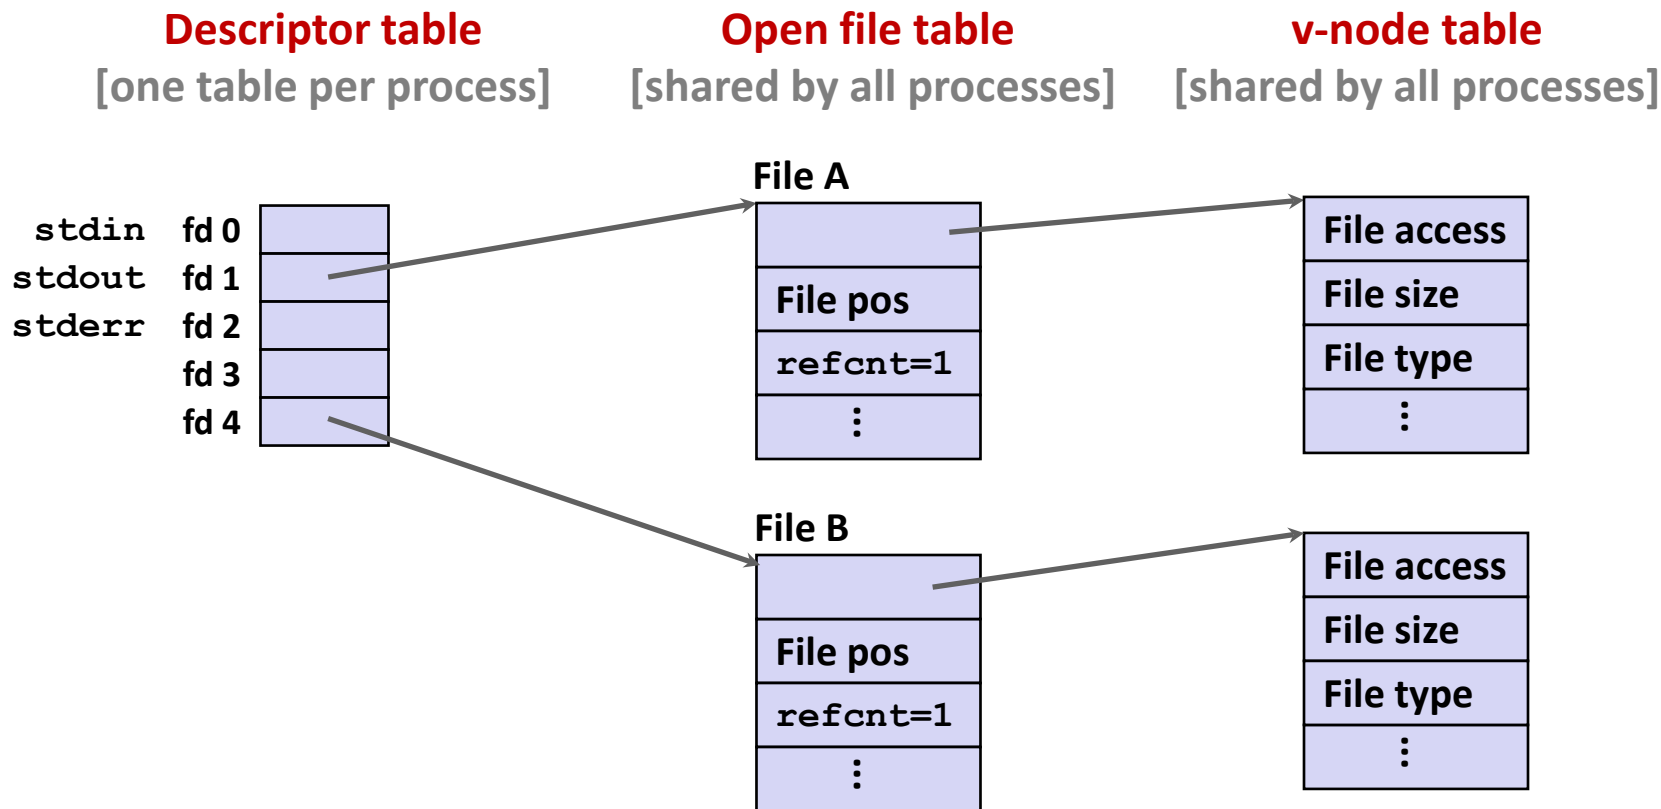 Descriptor table
[one table per process]
Open file table
[shared by all processes]
v-node table
[shared by all processes]
stdin fd 0
stdout fd 1
stderr fd 2
fd 3
fd 4
File A
File pos
refcnt=1
⋮
File access
File size
File type
⋮
File B
File pos
refcnt=1
⋮
File access
File size
File type
⋮